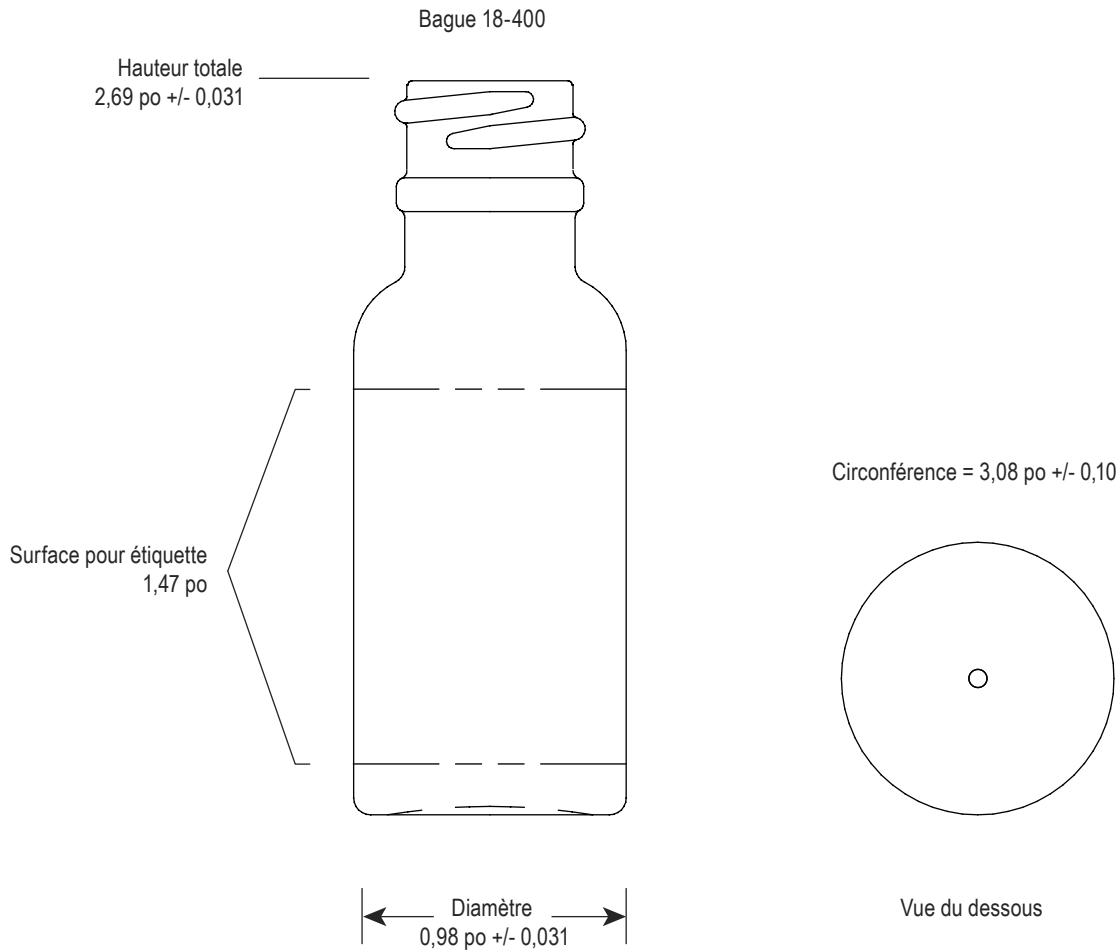 Bague 18-400
Hauteur totale
2,69 po +/- 0,031
Surface pour étiquette
1,47 po
Circonférence = 3,08 po +/- 0,10
Diamètre
0,98 po +/- 0,031
Vue du dessous